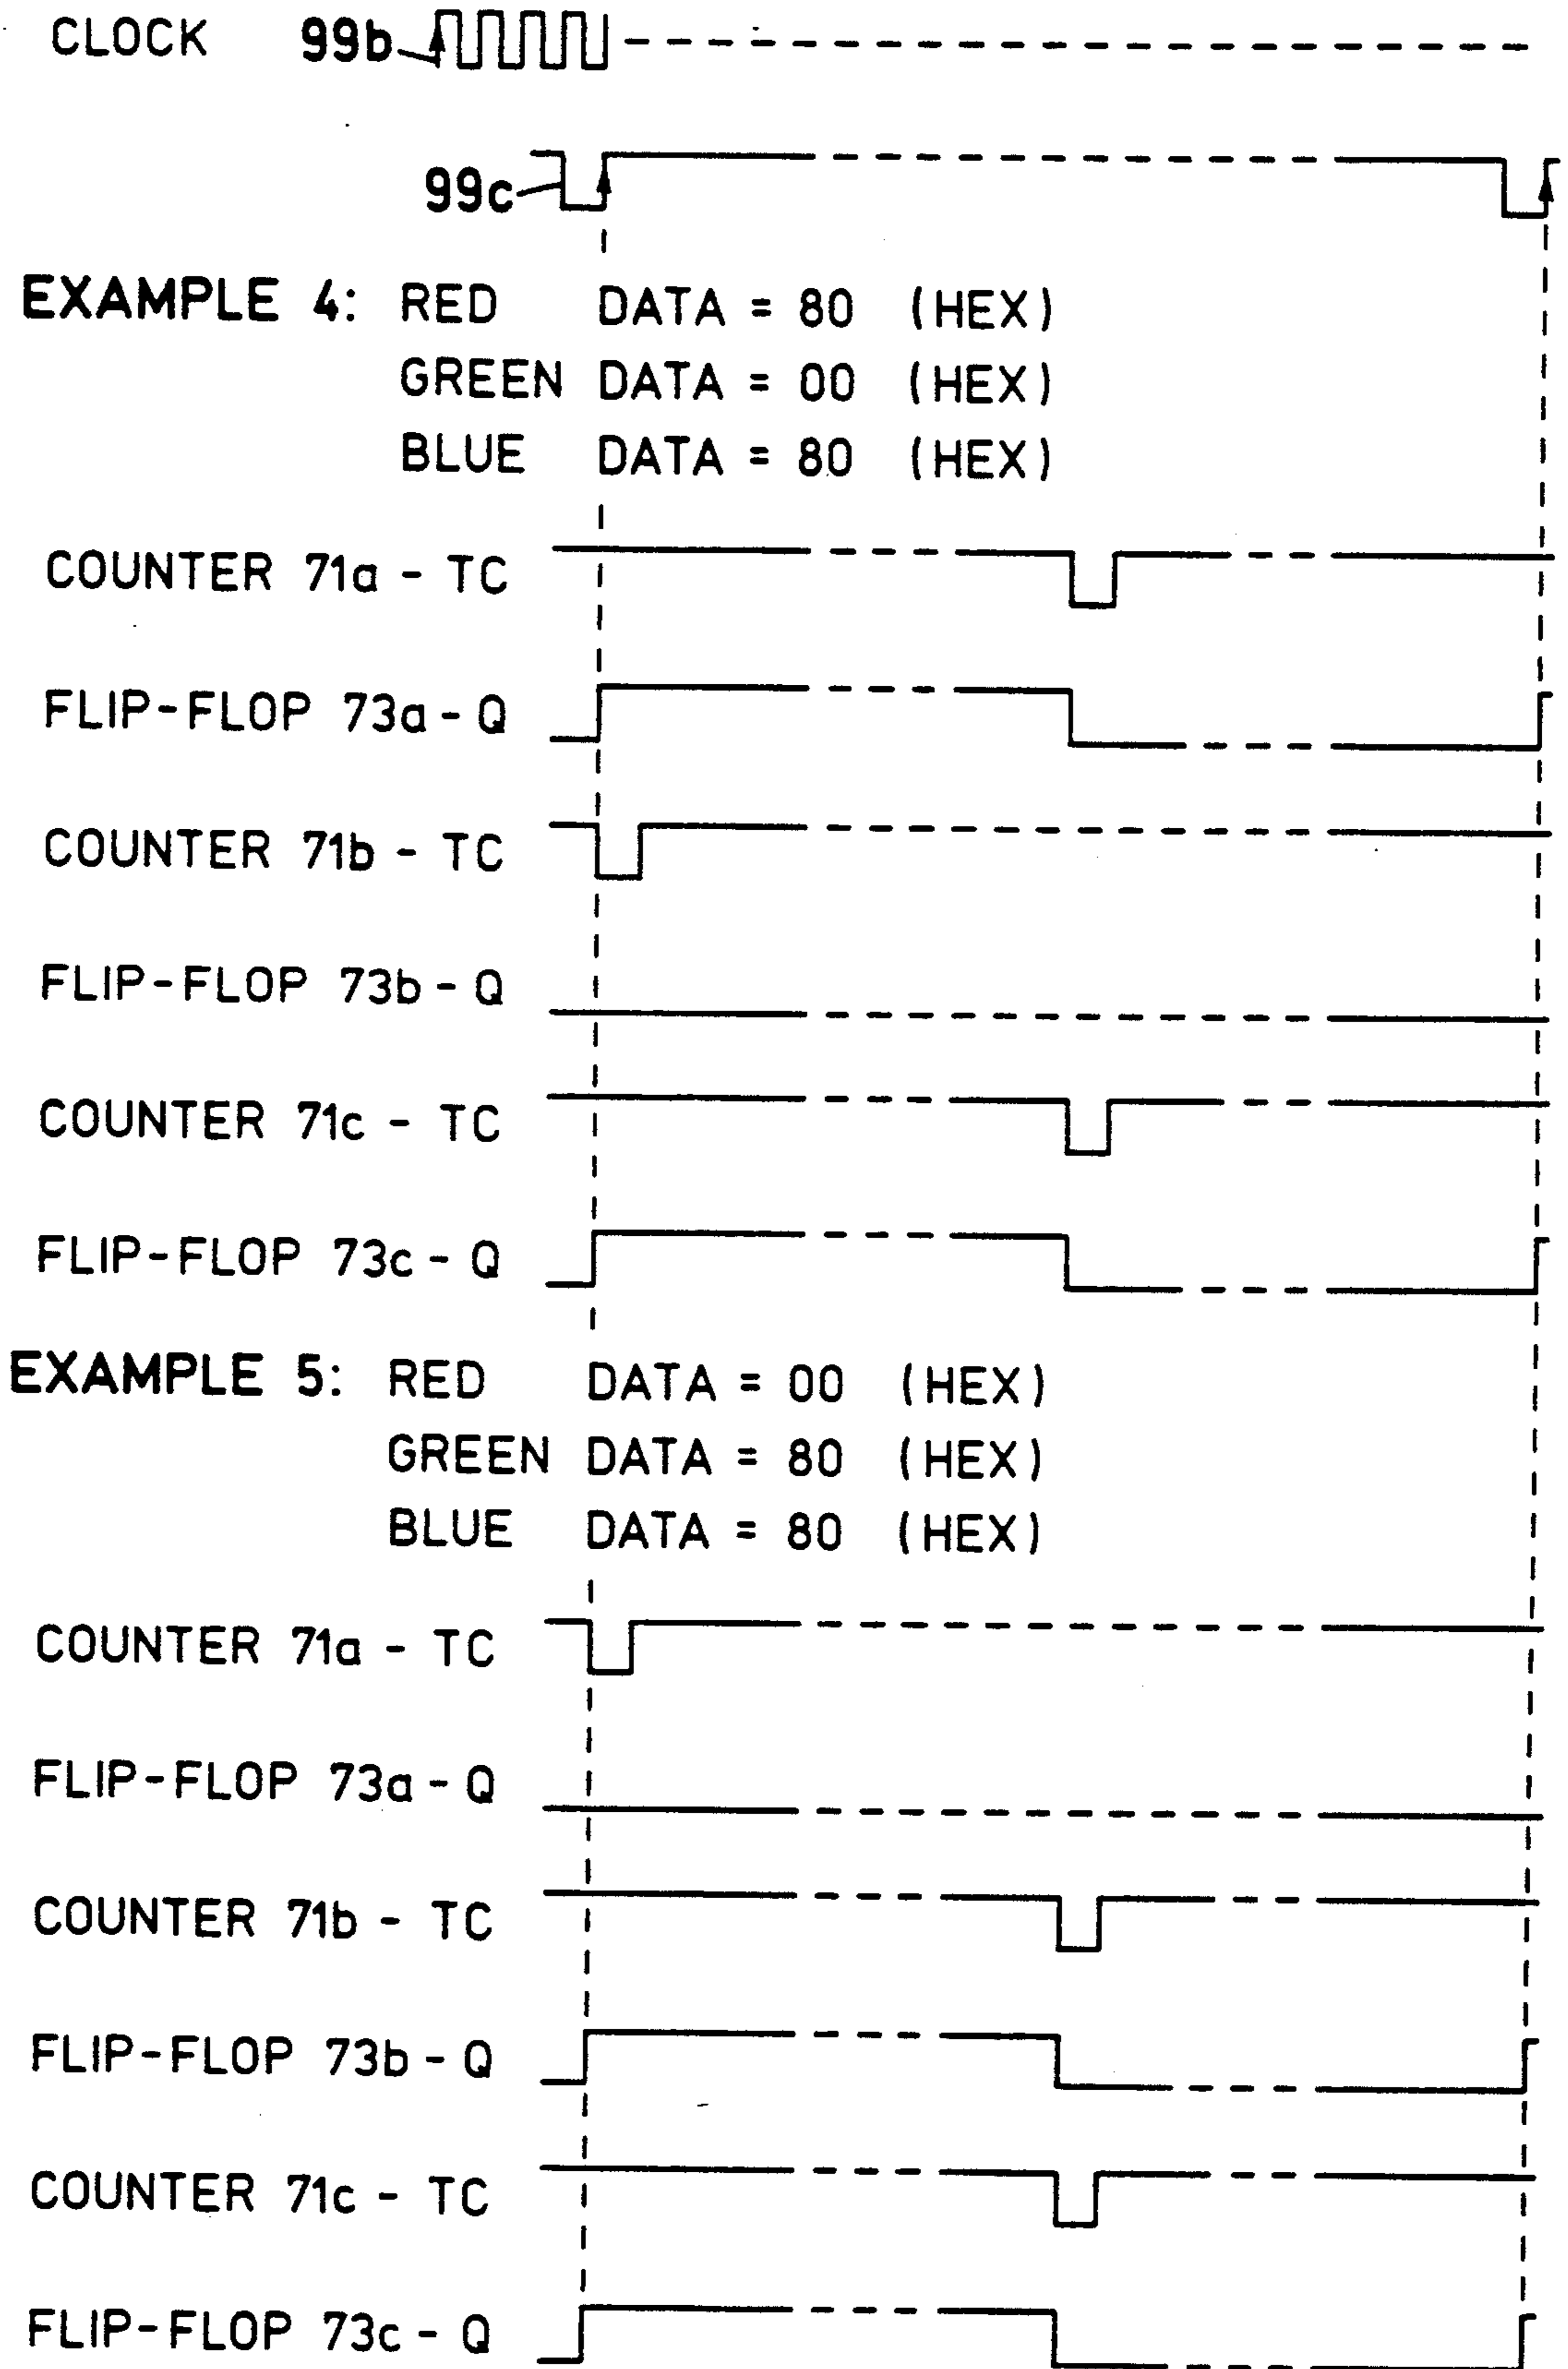 CLOCK 99b
99c
EXAMPLE 4: RED DATA = 80 (HEX)
GREEN DATA = 00 (HEX)
BLUE DATA = 80 (HEX)
COUNTER 71a - TC
FLIP-FLOP 73a - Q
COUNTER 71b - TC
FLIP-FLOP 73b - Q
COUNTER 71c - TC
FLIP-FLOP 73c - Q
EXAMPLE 5: RED DATA = 00 (HEX)
GREEN DATA = 80 (HEX)
BLUE DATA = 80 (HEX)
COUNTER 71a - TC
FLIP-FLOP 73a - Q
COUNTER 71b - TC
FLIP-FLOP 73b - Q
COUNTER 71c - TC
FLIP-FLOP 73c - Q